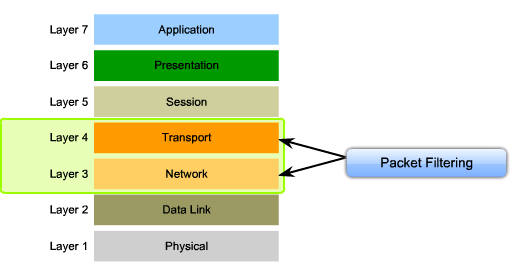 Layer 7 Application
Layer 6 Presentation
Layer 5 Session
Layer 4 Transport
Layer 3 Network
Layer 2 Data Link
Layer 1 Physical
Packet Filtering